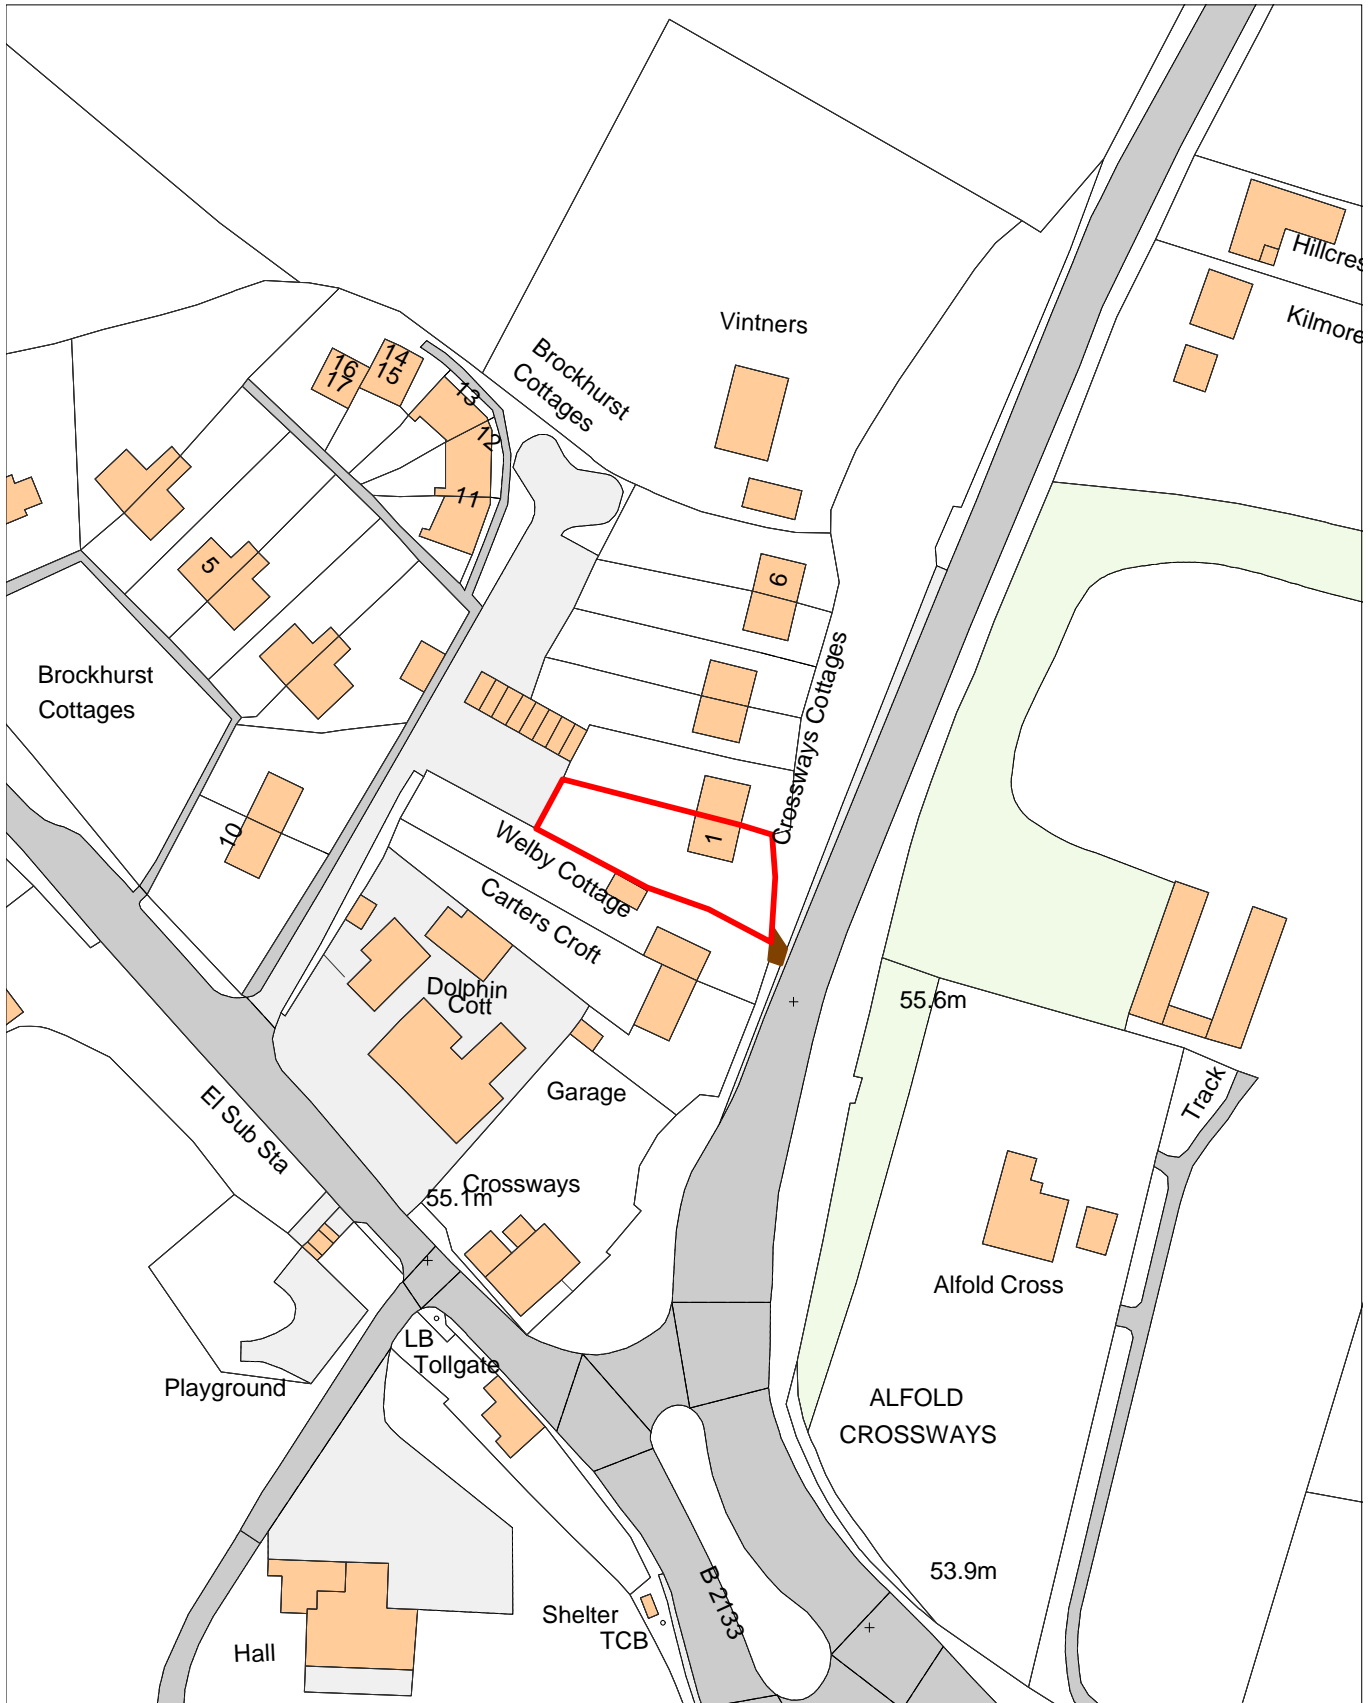 Hillcres
Kilmore
Vintners
Brockhurst
Cottages
14
15
16
17
13
12
11
5
6
Crossways Cottages
Brockhurst
Cottages
10
1
Welby Cottage
Carters Croft
Dolphin
Cott
55.6m
Track
Garage
El Sub Sta
Crossways
55.1m
Alfold Cross
LB
Tollgate
Playground
ALFOLD
CROSSWAYS
53.9m
B 2133
Shelter
TCB
Hall